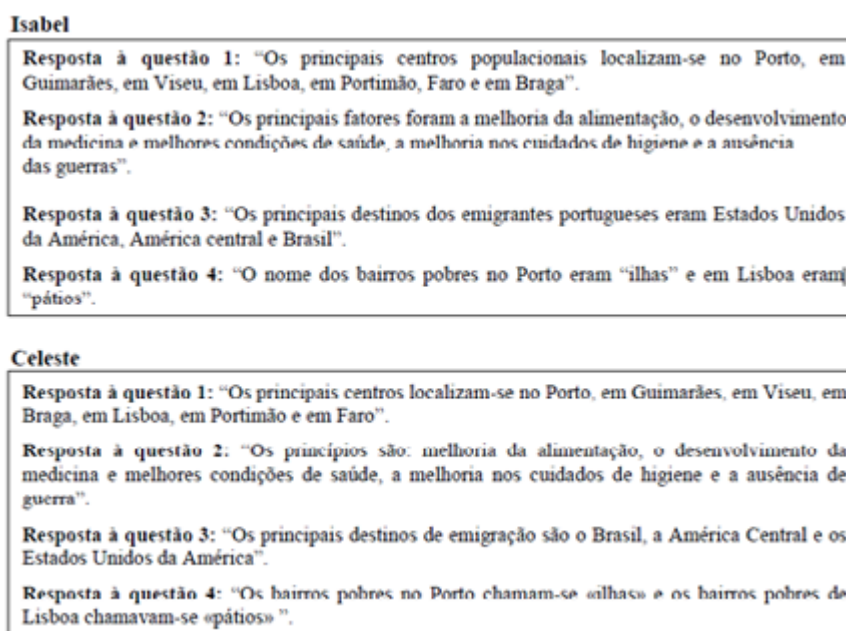 Isabel
Resposta à questão 1: “Os principais centros populacionais localizam-se no Porto, em
Guimarães, em Viseu, em Lisboa, em Portimão, Faro e em Braga”.
Resposta à questão 2: “Os principais fatores foram a melhoria da alimentação, o desenvolvimento
da medicina e melhores condições de saúde, a melhoria nos cuidados de higiene e a ausência
das guerras”.
Resposta à questão 3: “Os principais destinos dos emigrantes portugueses eram Estados Unidos
da América, América central e Brasil”.
Resposta à questão 4: “O nome dos bairros pobres no Porto eram “ilhas” e em Lisboa eram
“pátios”.
Celeste
Resposta à questão 1: “Os principais centros localizam-se no Porto, em Guimarães, em Viseu, em
Braga, em Lisboa, em Portimão e em Faro”.
Resposta à questão 2: “Os princípios são: melhoria da alimentação, o desenvolvimento da
medicina e melhores condições de saúde, a melhoria nos cuidados de higiene e a ausência de
guerra”.
Resposta à questão 3: “Os principais destinos de emigração são o Brasil, a América Central e os
Estados Unidos da América”.
Resposta à questão 4: “Os bairros pobres no Porto chamam-se «ilhas» e os bairros pobres de
Lisboa chamavam-se «pátios» ”.